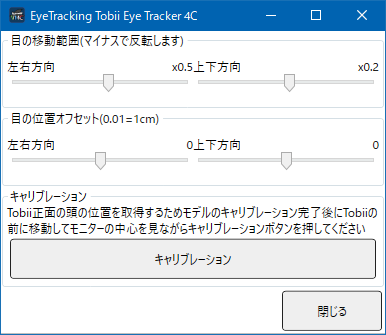 EyeTracking Tobii Eye Tracker 4C
目の移動範囲(マイナスで反転します)
左右方向 x0.5 上下方向 x0.2
目の位置オフセット(0.01=1cm)
左右方向 0 上下方向 0
キャリブレーション
Tobii正面の頭の位置を取得するためモデルのキャリブレーション完了後にTobiiの
前に移動してモニターの中心を見ながらキャリブレーションボタンを押してください
キャリブレーション
閉じる